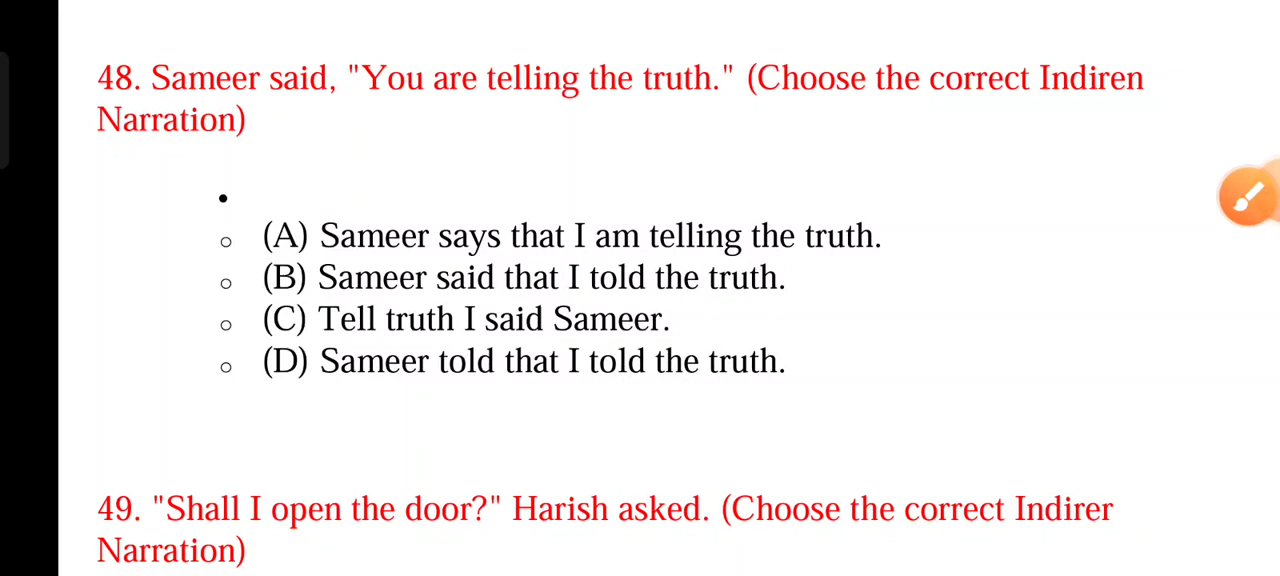 48. Sameer said, "You are telling the truth." (Choose the correct Indiren
Narration)
(A) Sameer says that I am telling the truth.
(B) Sameer said that I told the truth.
(C) Tell truth I said Sameer.
(D) Sameer told that I told the truth.
49. "Shall I open the door?" Harish asked. (Choose the correct Indirer
Narration)